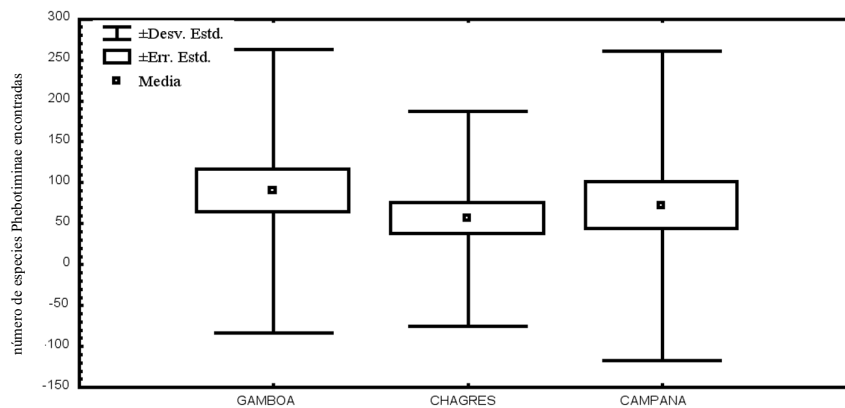 300
250
200
150
100
50
0
-50
-100
-150
número de especies Phebotiminae encontradas
±Desv. Estd.
±Err. Estd.
Media
GAMBOA
CHAGRES
CAMPANA